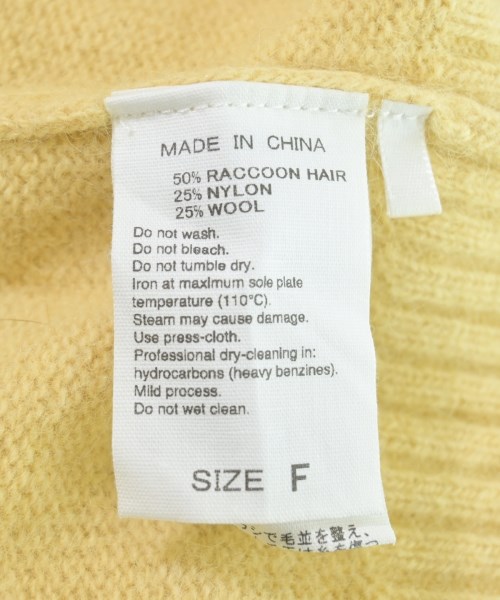 MADE IN CHINA
50% RACCOON HAIR
25% NYLON
25% WOOL
Do not wash.
Do not bleach.
Do not tumble dry.
Iron at maximum sole plate
temperature (110°C).
Steam may cause damage.
Use press-cloth.
Professional dry-cleaning in:
hydrocarbons (heavy benzines).
Mild process.
Do not wet clean.
SIZE F
で毛並を整え、